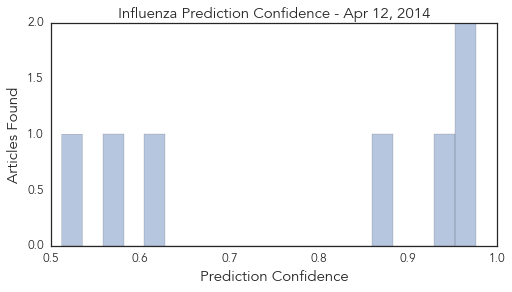 Influenza Prediction Confidence - Apr 12, 2014
2.0
1.5
1.0
0.5
0.0
Articles Found
0.5 0.6 0.7 0.8 0.9 1.0
Prediction Confidence